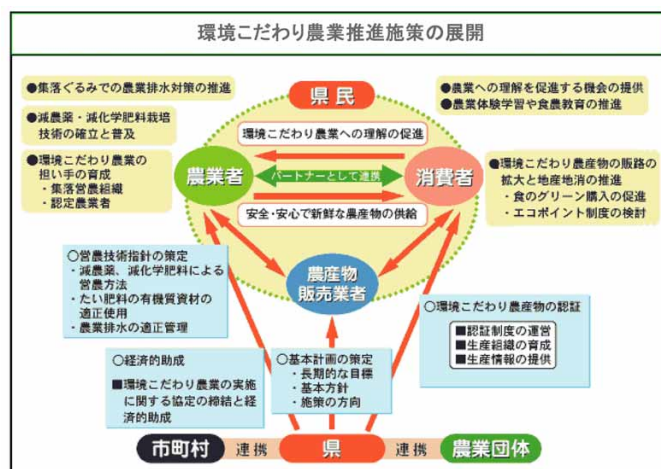 環境こだわり農業推進施策の展開
●集落ぐるみでの農業排水対策の推進
●減農薬・減化学肥料栽培
技術の確立と普及
●環境こだわり農業の
担い手の育成
・集落営農組織
・認定農業者
県民
環境こだわり農業への理解の促進
農業者
パートナーとして連携
消費者
安全・安心で新鮮な農産物の供給
農産物
販売業者
●農業への理解を促進する機会の提供
●農業体験学習や食農教育の推進
●環境こだわり農産物の販路の
拡大と地産地消の推進
・食のグリーン購入の促進
・エコポイント制度の検討
○営農技術指針の策定
・減農薬、減化学肥料による
営農方法
・たい肥料の有機質資材の
適正使用
・農業排水の適正管理
○経済的助成
■環境こだわり農業の実施
に関する協定の締結と経
済的助成
○基本計画の策定
・長期的な目標
・基本方針
・施策の方向
○環境こだわり農産物の認証
■認証制度の運営
■生産組織の育成
■生産情報の提供
市町村 連携 県 連携 農業団体